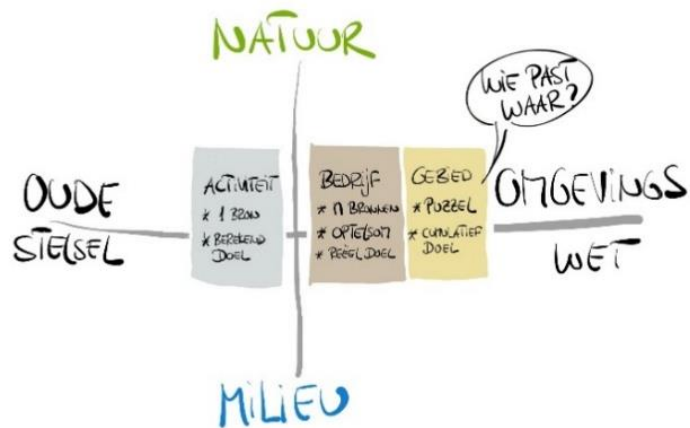 NATUUR
WIE PAST
WAAR?
OUDE
STELSEL
ACTIVITEIT
* 1 BRON
* BEREKEND
DOEL
BEDRIJF
* n BRONNEN
* OPTELSOM
* REËEL DOEL
GEBIED
* PUZZEL
* CUMULATIEF
DOEL
OMGEVINGS
WET
MILIEU